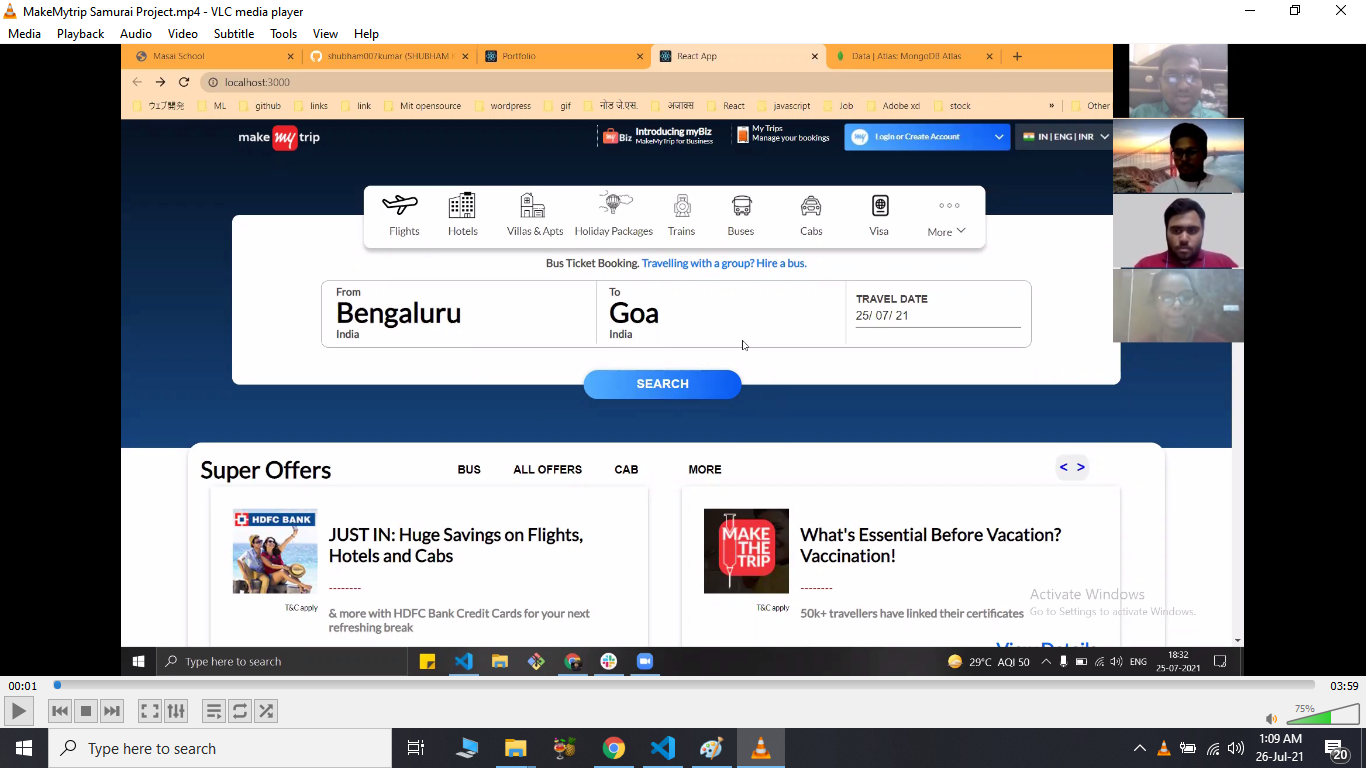 MakeMytrip Samurai Project.mp4 - VLC media player
Media Playback Audio Video Subtitle Tools View Help
Masai School
shubham007kumar (SHUBHAM
Portfolio
React App
Data | Atlas: MongoDB Atlas
localhost:3000
ウェブ開発 ML github links link Mit opensource wordpress gif नोड जे.एस. अजाक्स React javascript Job Adobe xd stock » Other
make my trip
Biz Introducing myBiz
MakeMyTrip for Business
My Trips
Manage your bookings
my Login or Create Account
IN | ENG | INR
Flights Hotels Villas & Apts Holiday Packages Trains Buses Cabs Visa More
Bus Ticket Booking. Travelling with a group? Hire a bus.
From
Bengaluru
India
To
Goa
India
TRAVEL DATE
25/ 07/ 21
SEARCH
Super Offers BUS ALL OFFERS CAB MORE < >
HDFC BANK
JUST IN: Huge Savings on Flights,
Hotels and Cabs
--------
T&C apply
& more with HDFC Bank Credit Cards for your next
refreshing break
MAKE
THE
TRIP
What's Essential Before Vacation?
Vaccination!
--------
T&C apply
50k+ travellers have linked their certificates
View Details
Activate Windows
Go to Settings to activate Windows.
Type here to search
29°C AQI 50 ENG
18:32
25-07-2021
00:01 03:59
75%
Type here to search
1:09 AM
26-Jul-21
20